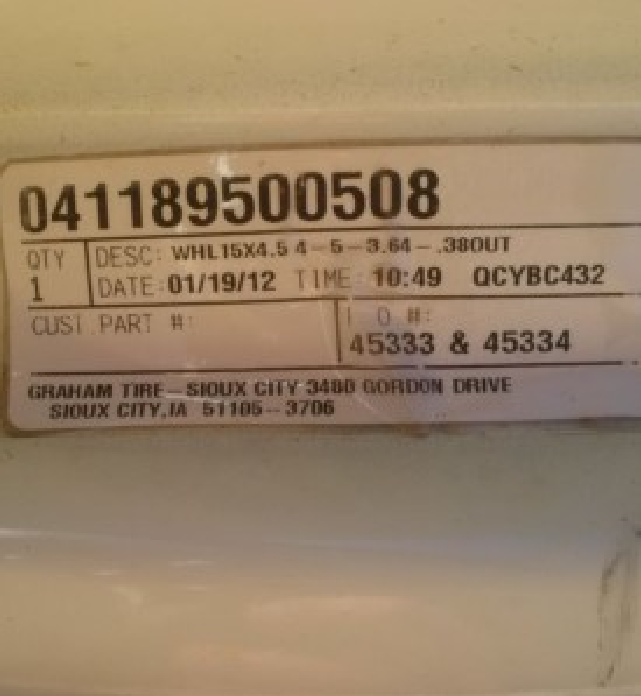 041189500508
QTY 1
DESC: WHL15X4.5 4-5-3.64-.38OUT
DATE:01/19/12 TIME:10:49 QCYBC432
CUST.PART #:
O #:
45333 & 45334
GRAHAM TIRE-SIOUX CITY 3480 GORDON DRIVE
SIOUX CITY,IA 51105-3706